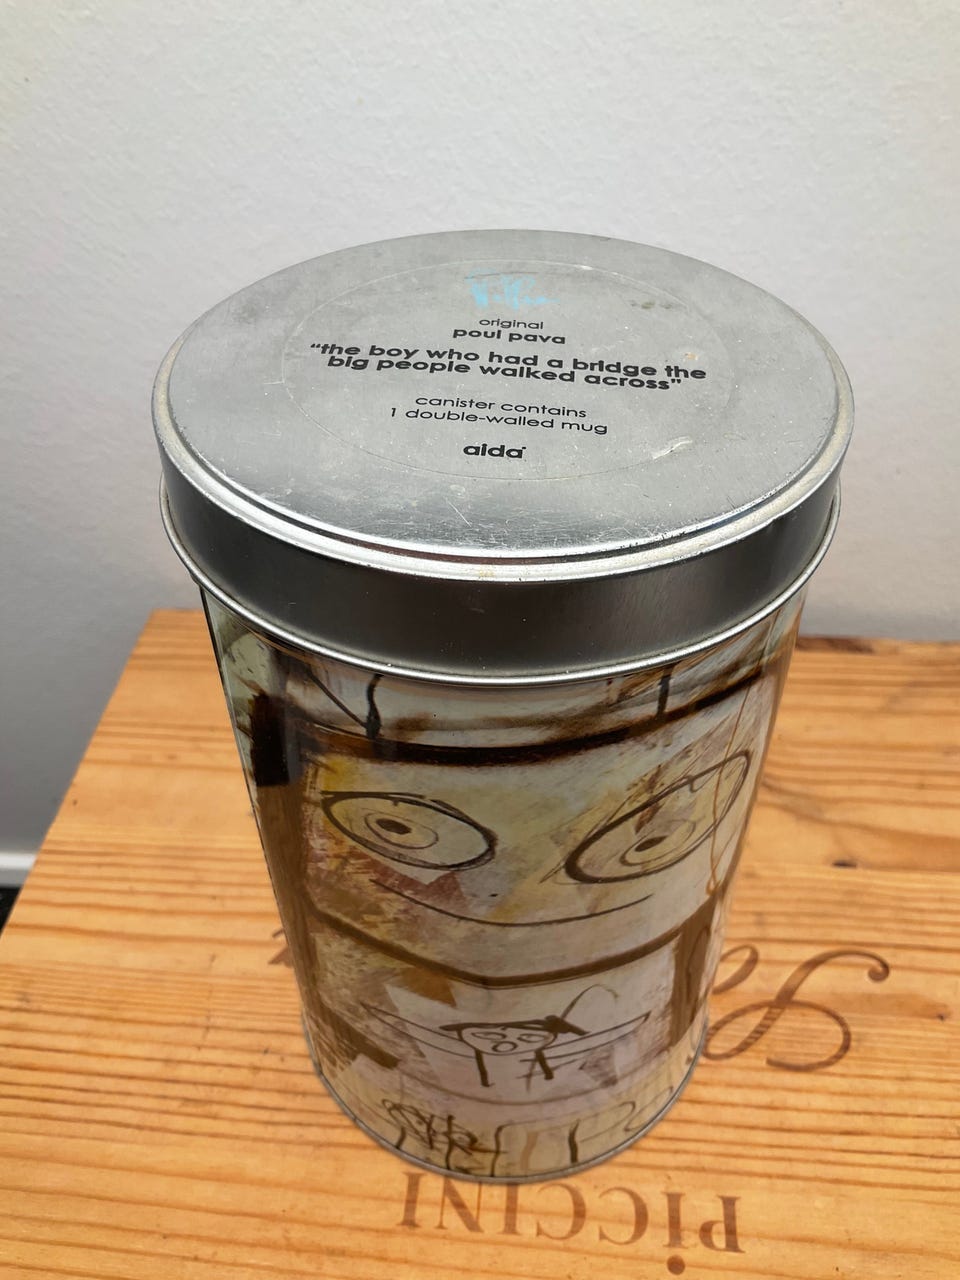 original
poul pava
“the boy who had a bridge the
big people walked across”
canister contains
1 double-walled mug
aida
PiCCINI